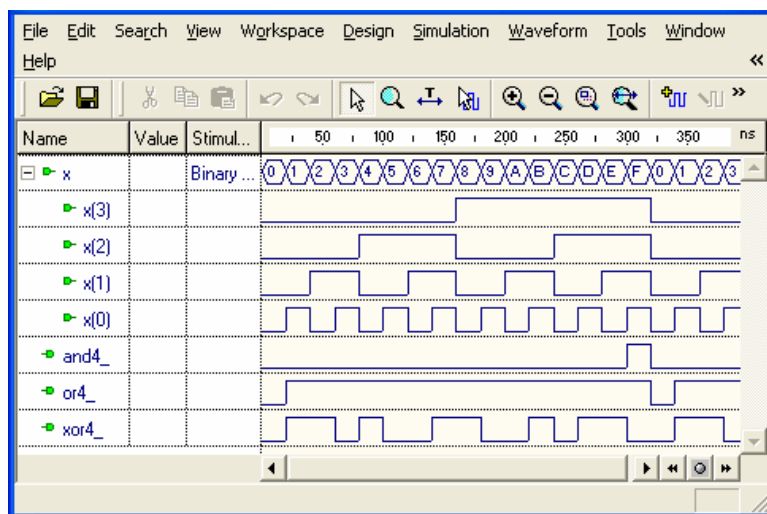 File Edit Search View Workspace Design Simulation Waveform Tools Window
Help
Name Value Stimul... 50 100 150 200 250 300 350 ns
x Binary ... 0 1 2 3 4 5 6 7 8 9 A B C D E F 0 1 2 3
x(3)
x(2)
x(1)
x(0)
and4_
or4_
xor4_